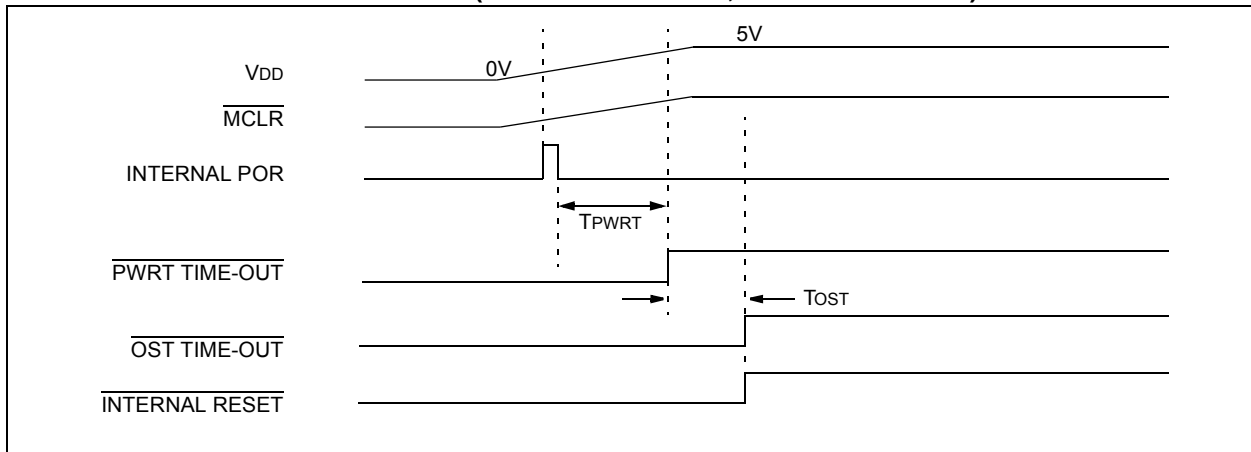 5V
VDD
0V
MCLR
INTERNAL POR
TPWRT
PWRT TIME-OUT
TOST
OST TIME-OUT
INTERNAL RESET